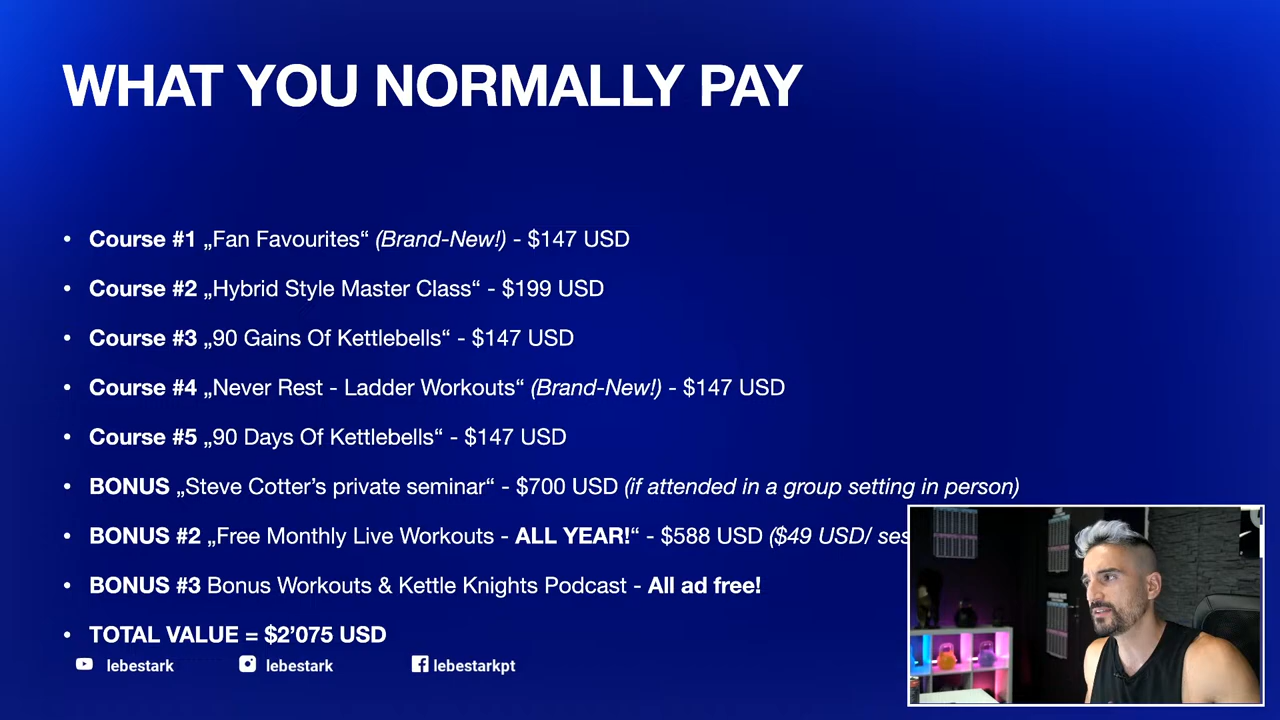 WHAT YOU NORMALLY PAY
• Course #1 „Fan Favourites“ (Brand-New!) - $147 USD
• Course #2 „Hybrid Style Master Class“ - $199 USD
• Course #3 „90 Gains Of Kettlebells“ - $147 USD
• Course #4 „Never Rest - Ladder Workouts“ (Brand-New!) - $147 USD
• Course #5 „90 Days Of Kettlebells“ - $147 USD
• BONUS „Steve Cotter’s private seminar“ - $700 USD (if attended in a group setting in person)
• BONUS #2 „Free Monthly Live Workouts - ALL YEAR!“ - $588 USD ($49 USD/ ses
• BONUS #3 Bonus Workouts & Kettle Knights Podcast - All ad free!
• TOTAL VALUE = $2’075 USD
lebestark lebestark lebestarkpt